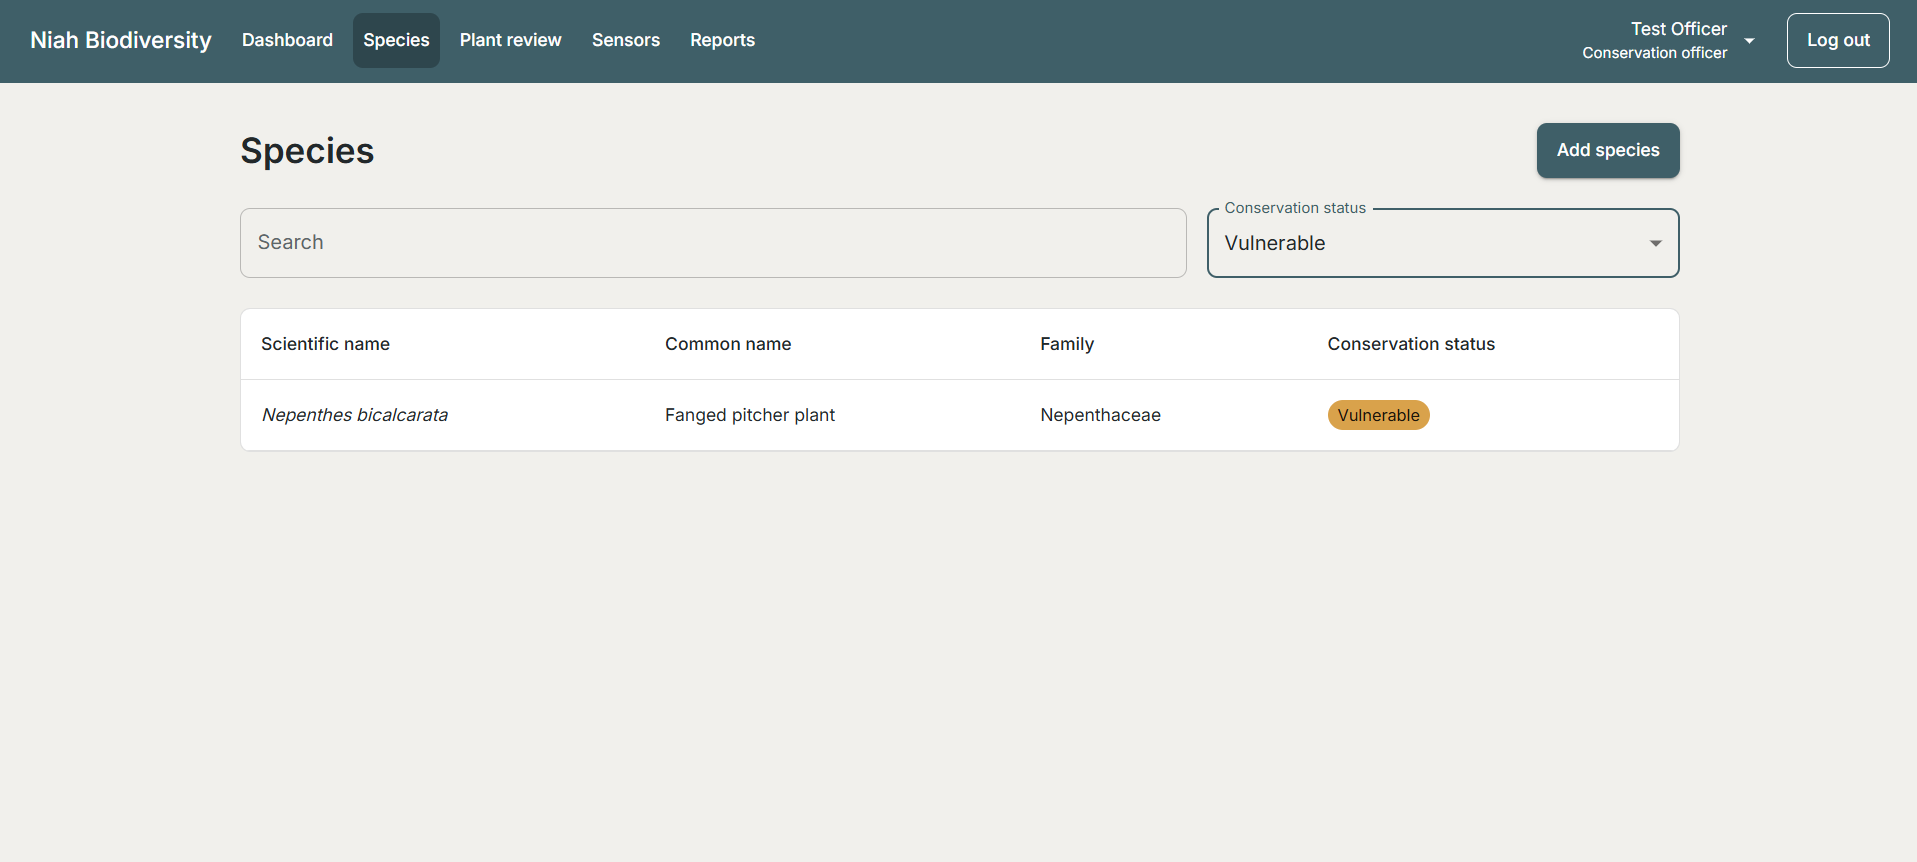 Niah Biodiversity
Dashboard
Species
Plant review
Sensors
Reports
Test Officer
Conservation officer
Log out
Species
Add species
Search
Conservation status
Vulnerable
Scientific name
Common name
Family
Conservation status
Nepenthes bicalcarata
Fanged pitcher plant
Nepenthaceae
Vulnerable